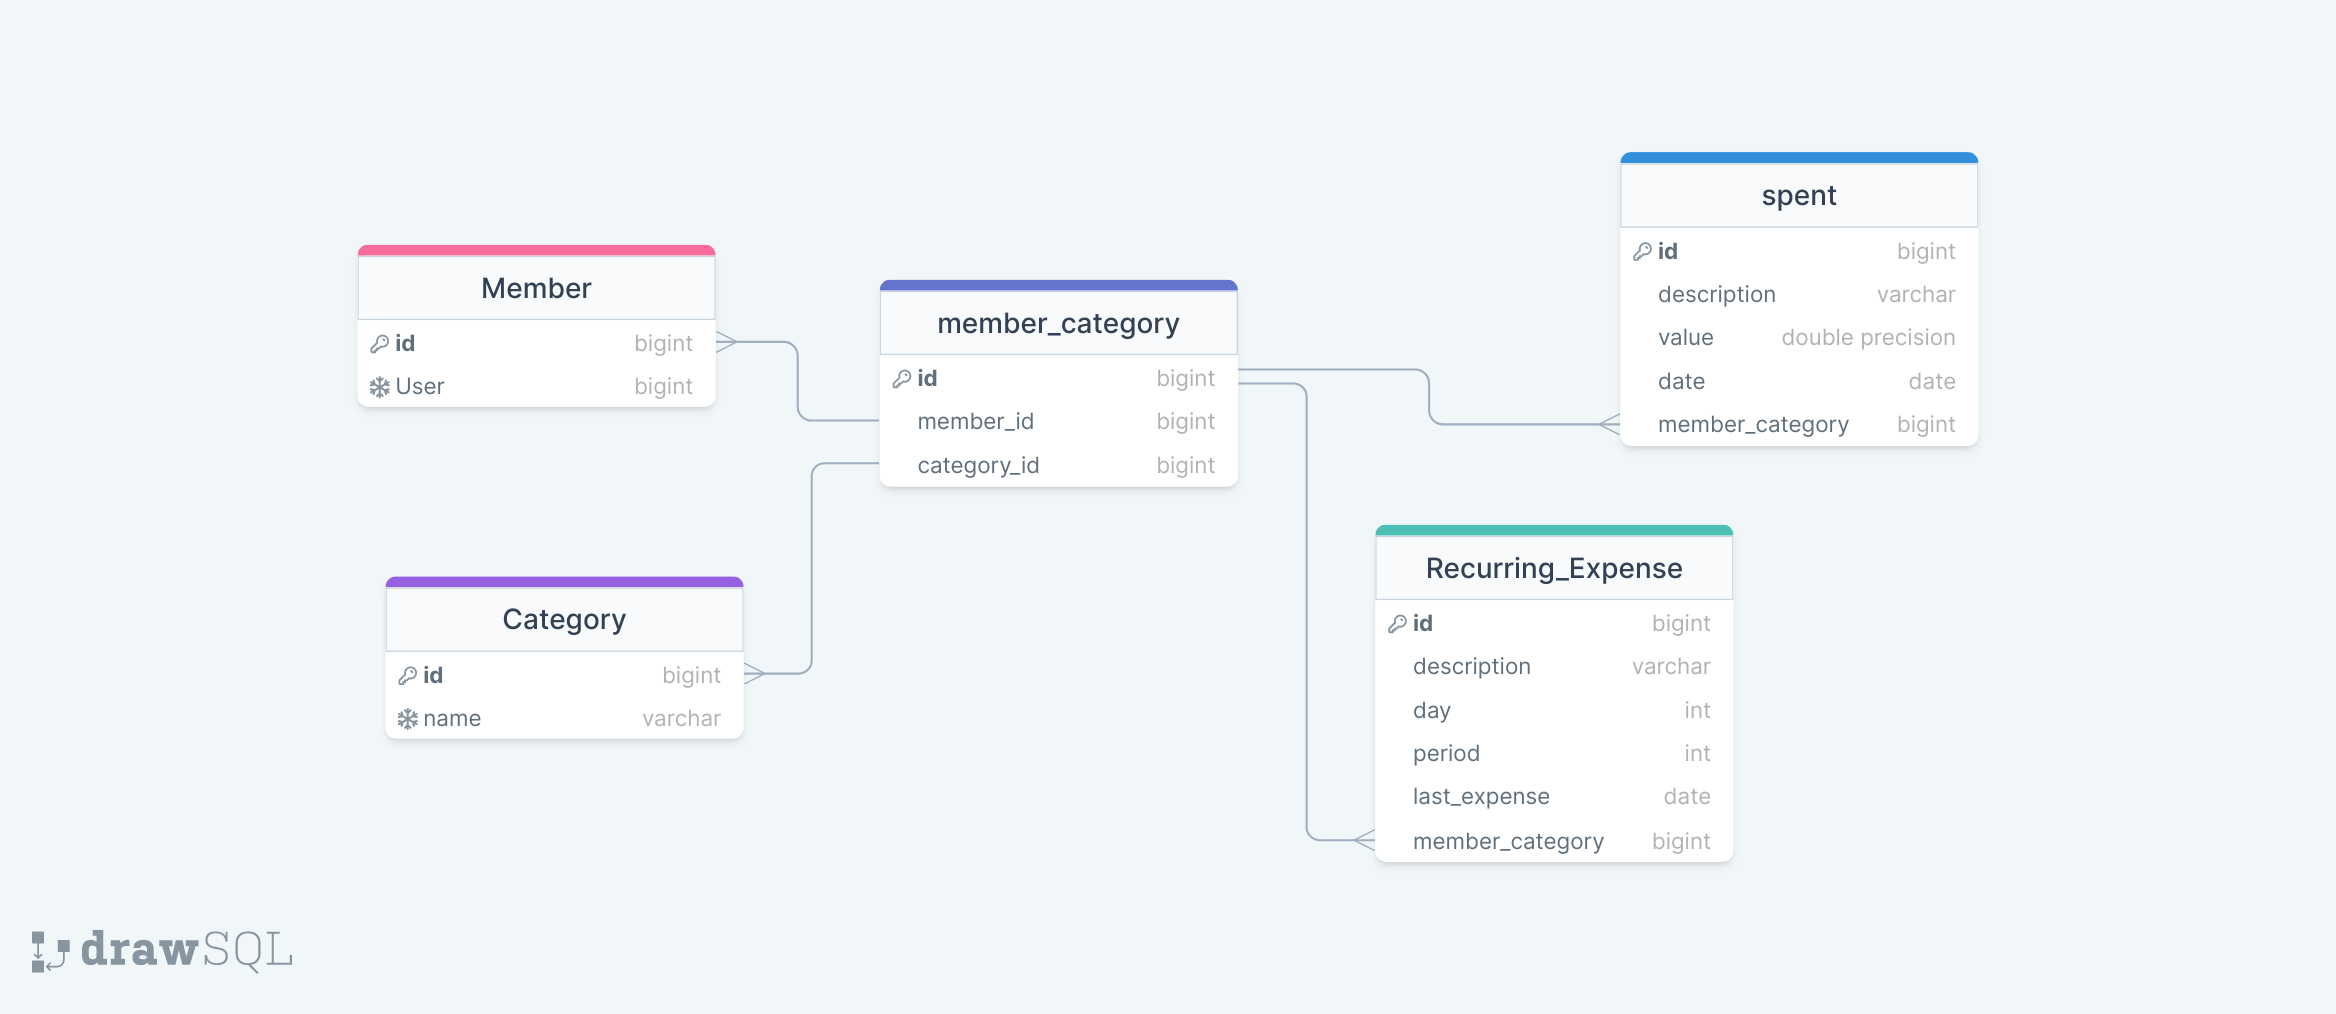 Member
id bigint
User bigint
Category
id bigint
name varchar
member_category
id bigint
member_id bigint
category_id bigint
spent
id bigint
description varchar
value double precision
date date
member_category bigint
Recurring_Expense
id bigint
description varchar
day int
period int
last_expense date
member_category bigint
drawSQL